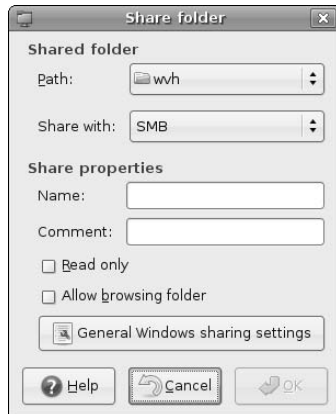 Share folder
Shared folder
Path: wvh
Share with: SMB
Share properties
Name:
Comment:
Read only
Allow browsing folder
General Windows sharing settings
Help Cancel OK